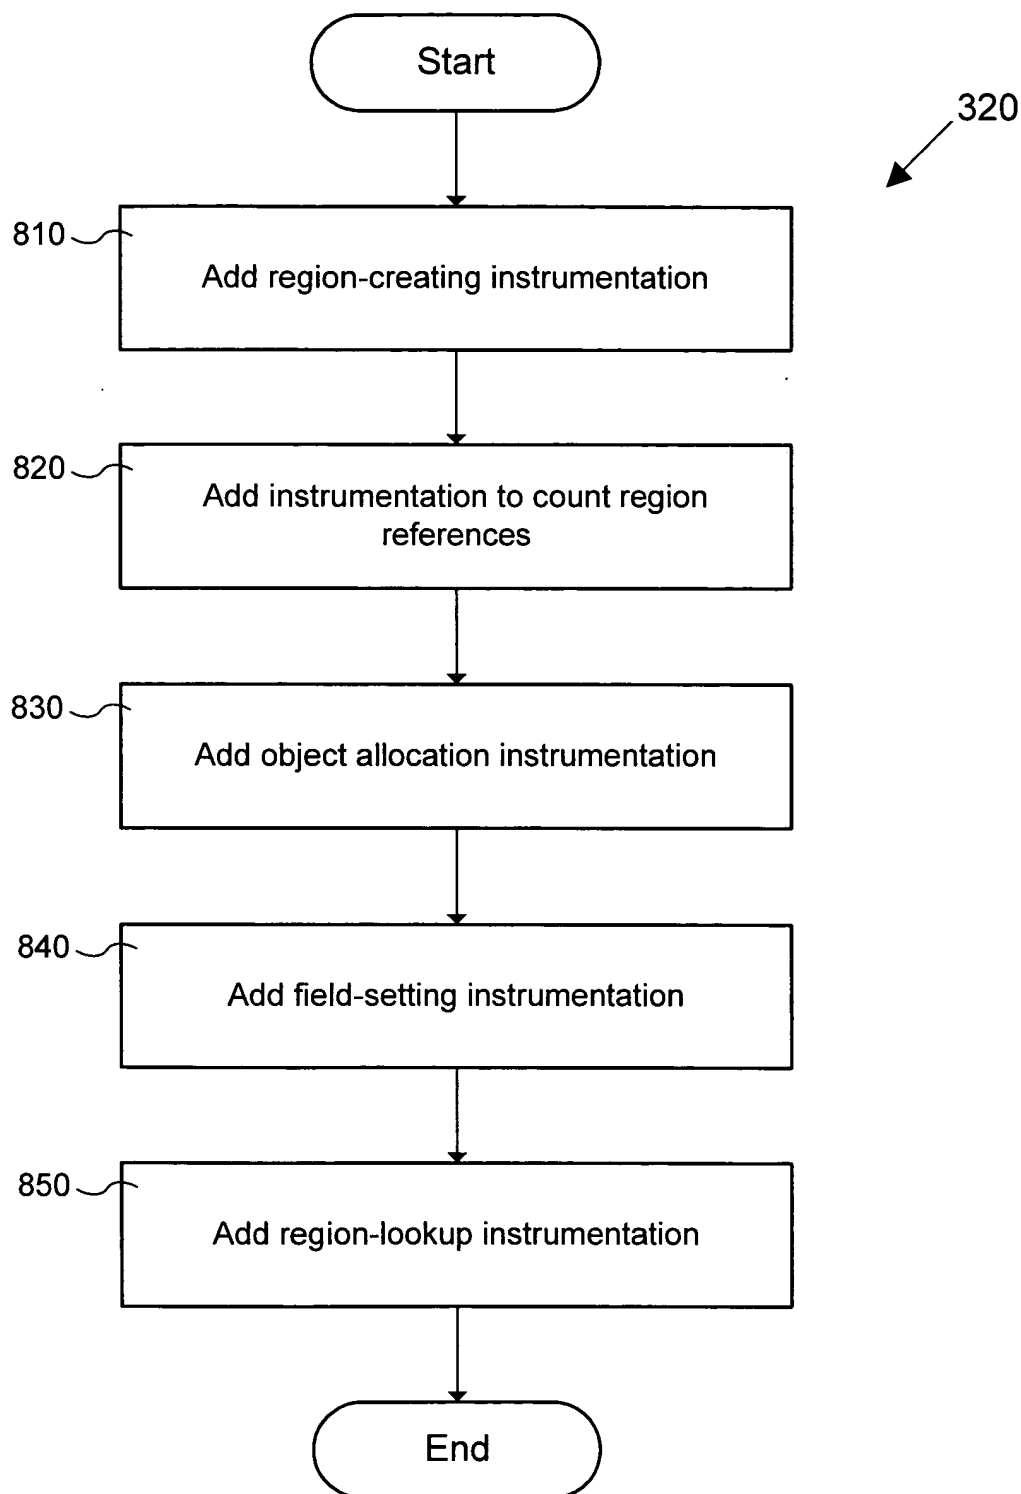 Start
320
810
Add region-creating instrumentation
820
Add instrumentation to count region
references
830
Add object allocation instrumentation
840
Add field-setting instrumentation
850
Add region-lookup instrumentation
End